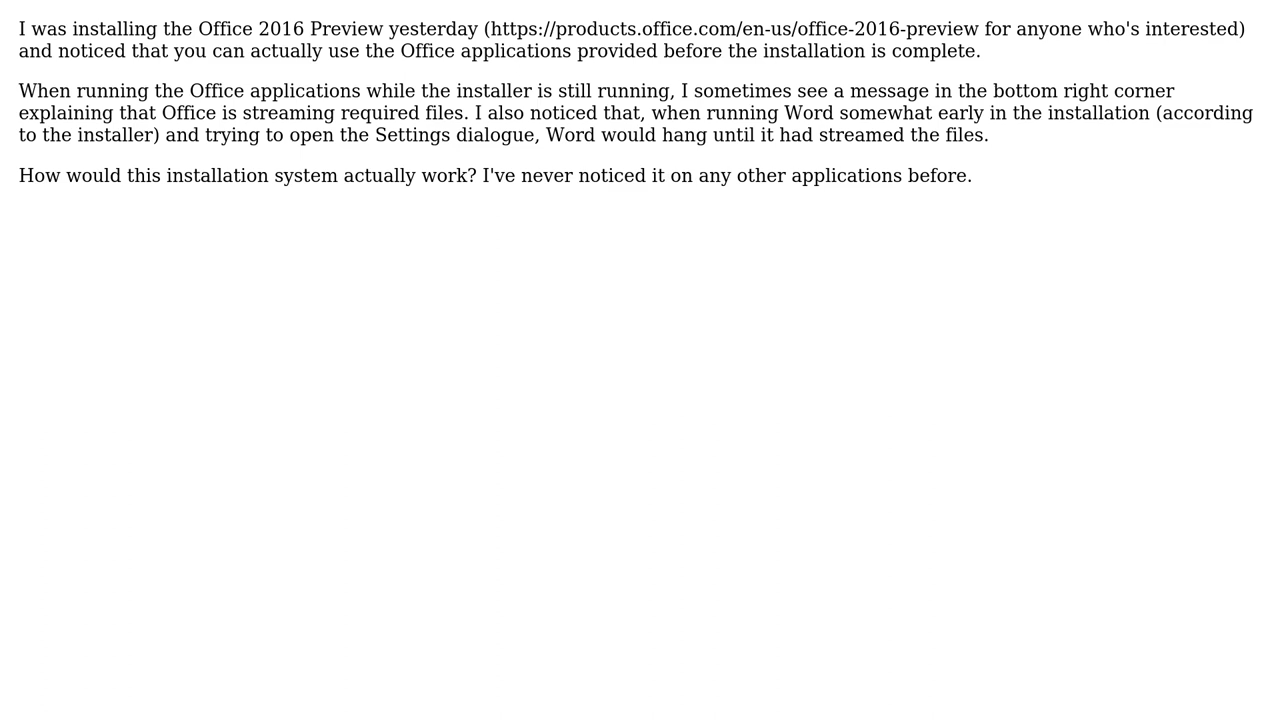 I was installing the Office 2016 Preview yesterday (https://products.office.com/en-us/office-2016-preview for anyone who's interested)
and noticed that you can actually use the Office applications provided before the installation is complete.
When running the Office applications while the installer is still running, I sometimes see a message in the bottom right corner
explaining that Office is streaming required files. I also noticed that, when running Word somewhat early in the installation (according
to the installer) and trying to open the Settings dialogue, Word would hang until it had streamed the files.
How would this installation system actually work? I've never noticed it on any other applications before.